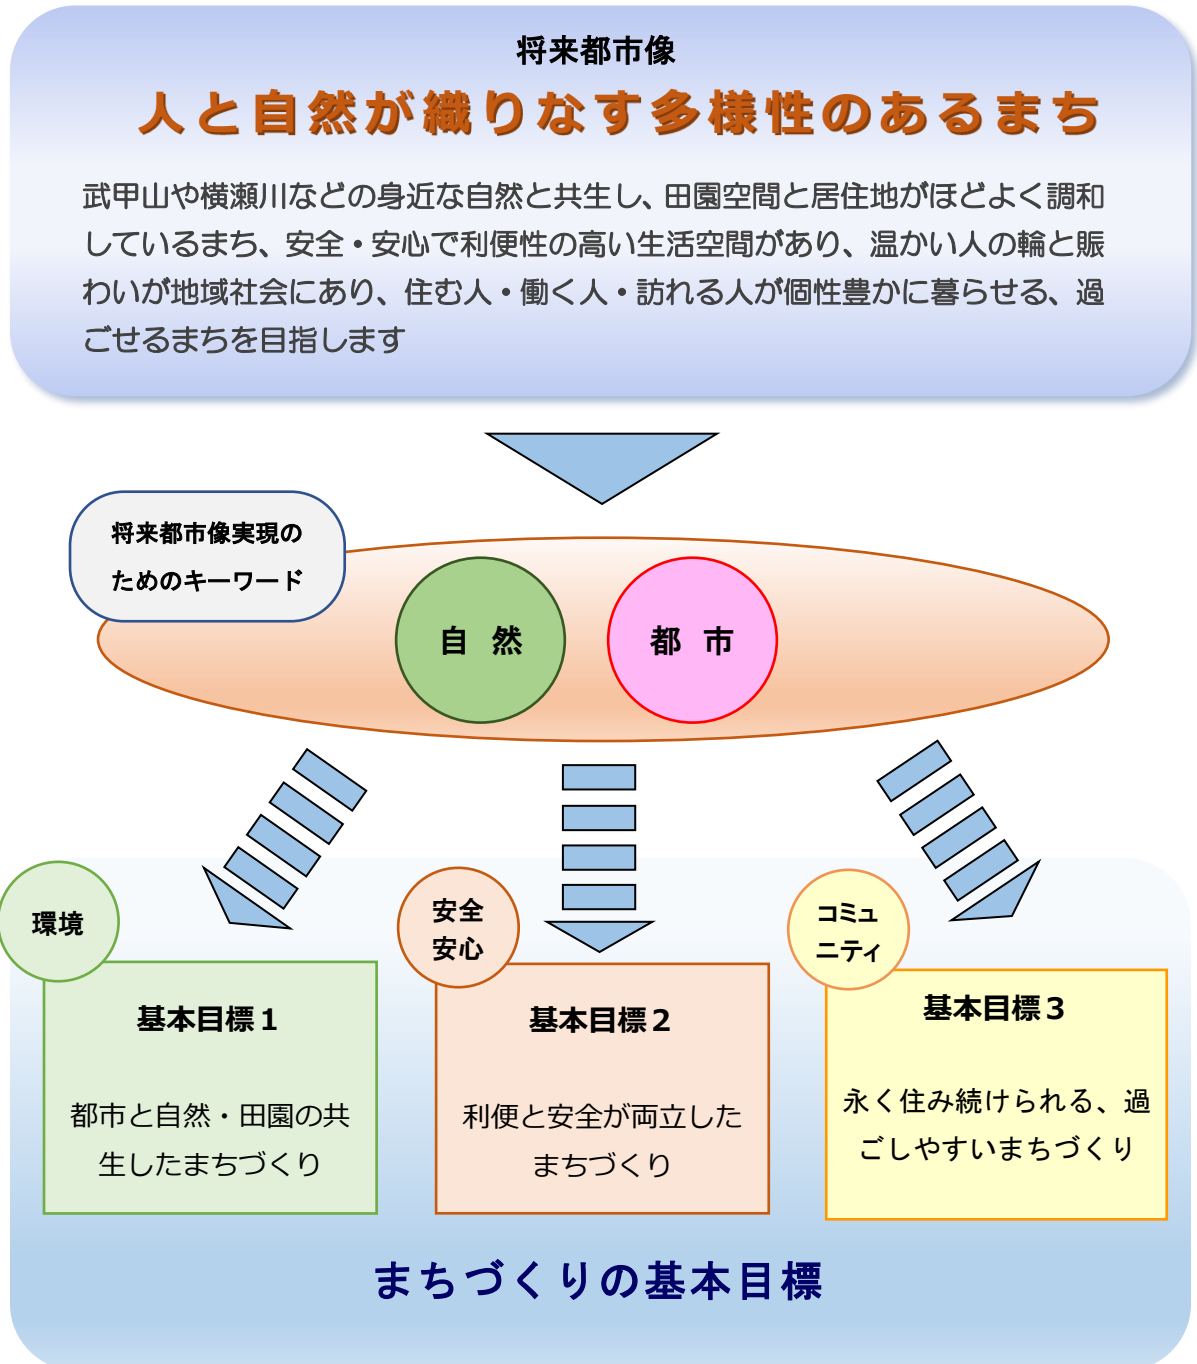 将来都市像
人と自然が織りなす多様性のあるまち
武甲山や横瀬川などの身近な自然と共生し、田園空間と居住地がほどよく調和
しているまち、安全・安心で利便性の高い生活空間があり、温かい人の輪と賑
わいが地域社会にあり、住む人・働く人・訪れる人が個性豊かに暮らせる、過
ごせるまちを目指します
将来都市像実現の
ためのキーワード
自 然
都 市
環境
基本目標１
都市と自然・田園の共
生したまちづくり
安全
安心
基本目標２
利便と安全が両立した
まちづくり
コミュ
ニティ
基本目標３
永く住み続けられる、過
ごしやすいまちづくり
まちづくりの基本目標